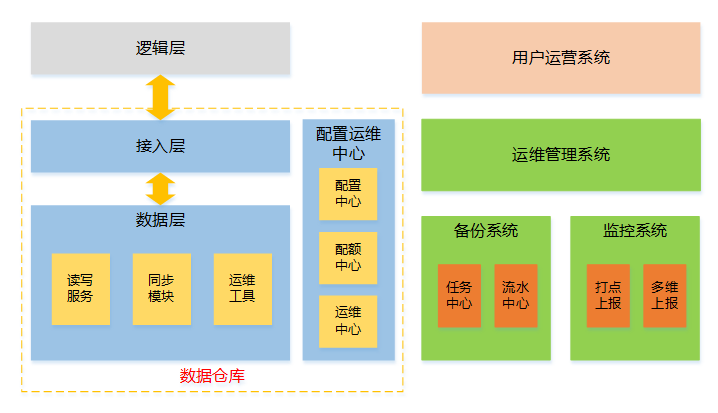 逻辑层
接入层
数据层
读写
服务
同步
模块
运维
工具
配置运维
中心
配置
中心
配额
中心
运维
中心
数据仓库
用户运营系统
运维管理系统
备份系统
任务
中心
流水
中心
监控系统
打点
上报
多维
上报